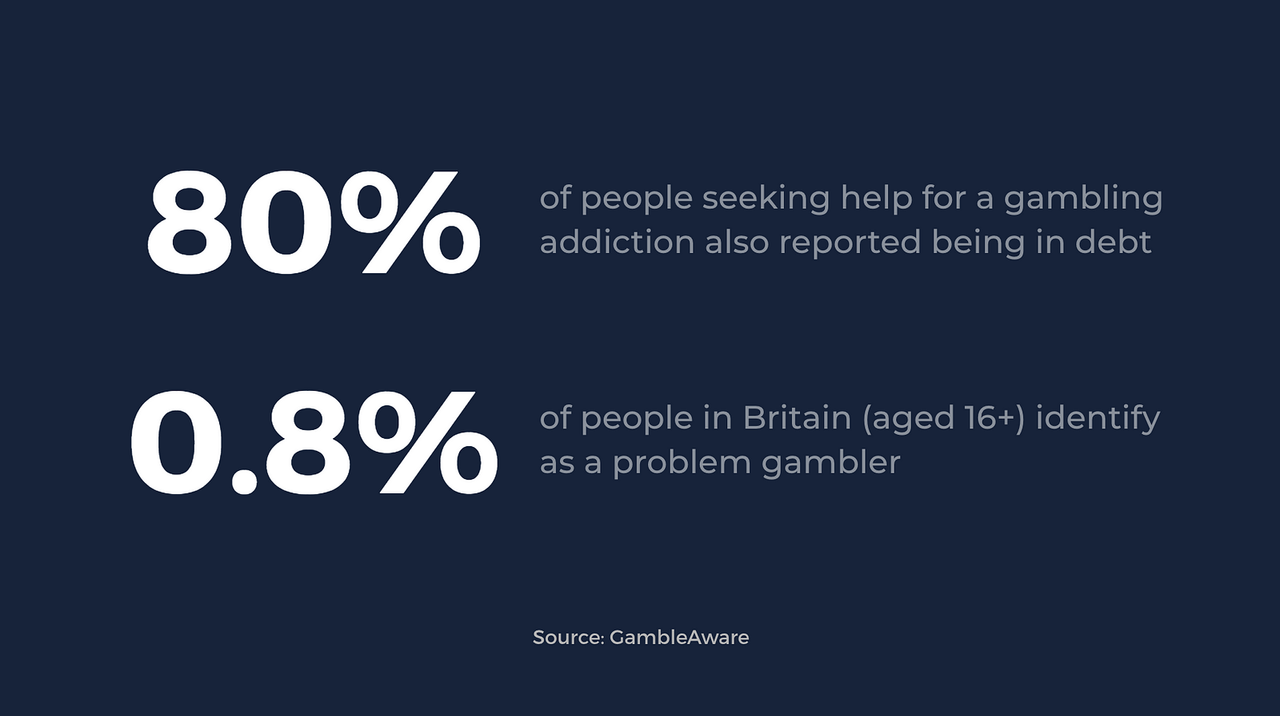 80%
of people seeking help for a gambling
addiction also reported being in debt
0.8%
of people in Britain (aged 16+) identify
as a problem gambler
Source: GambleAware